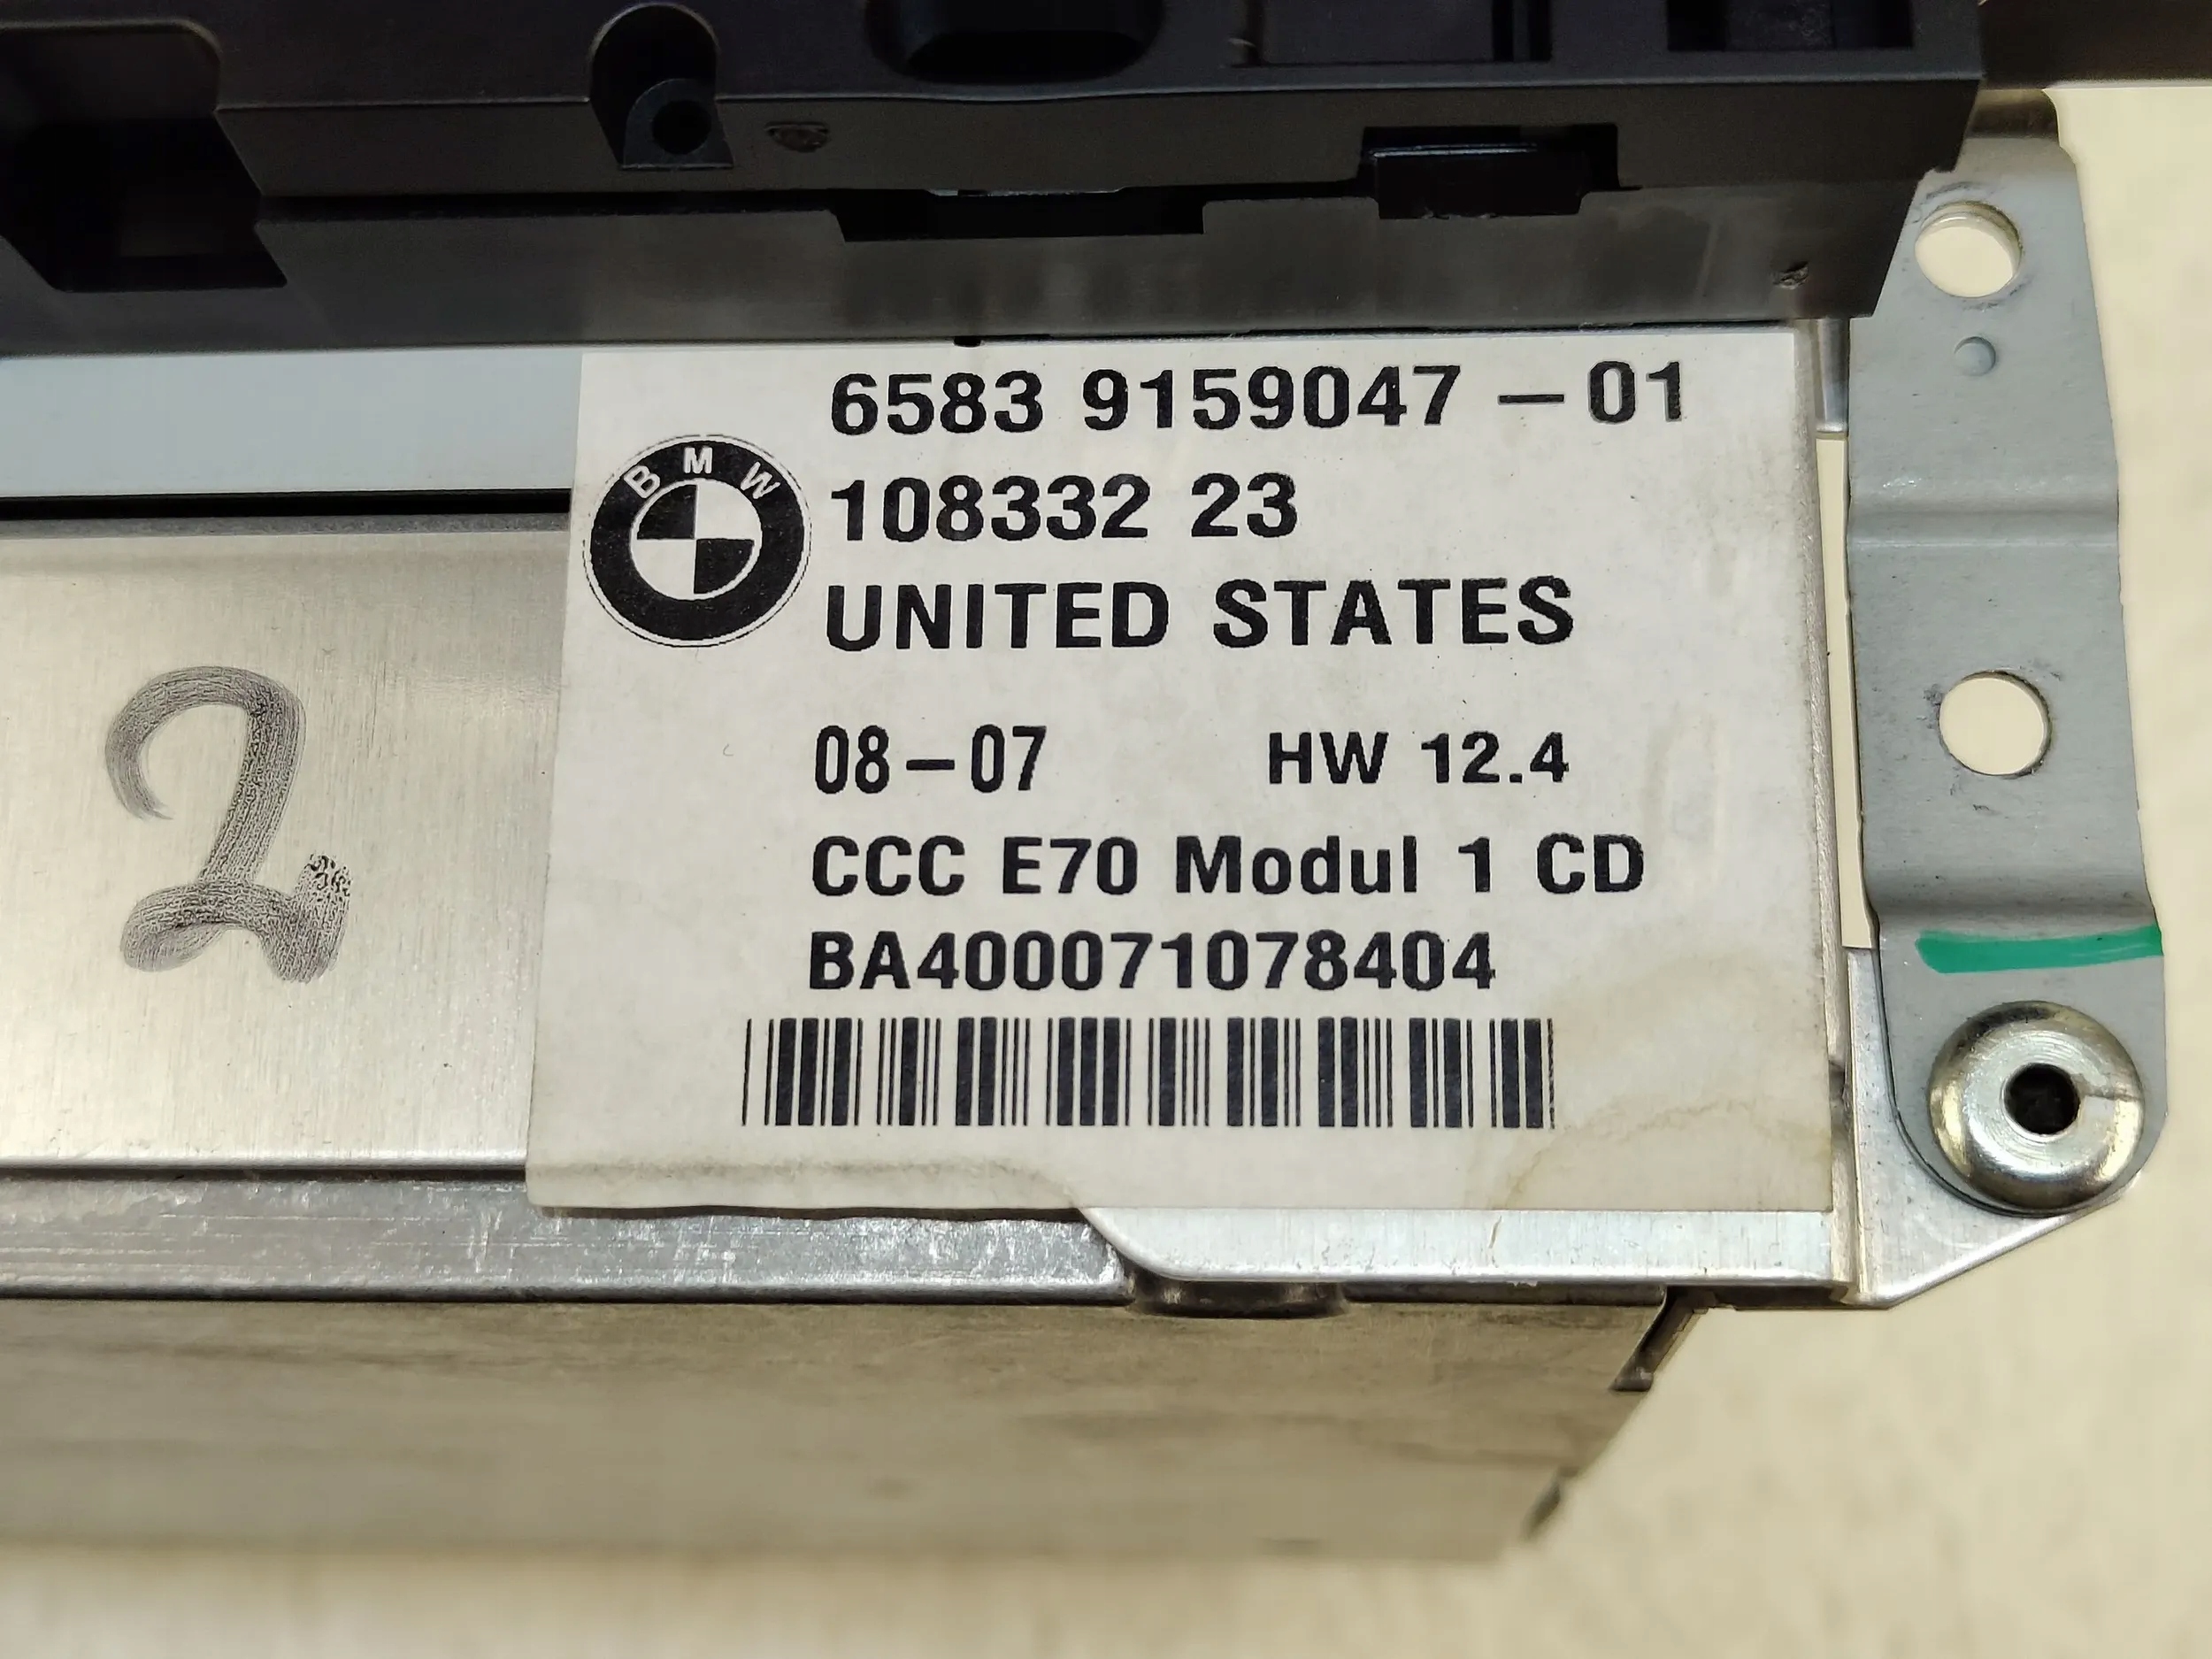 6583 9159047 - 01
BMW
108332 23
UNITED STATES
08-07 HW 12.4
CCC E70 Modul 1 CD
BA400071078404
2